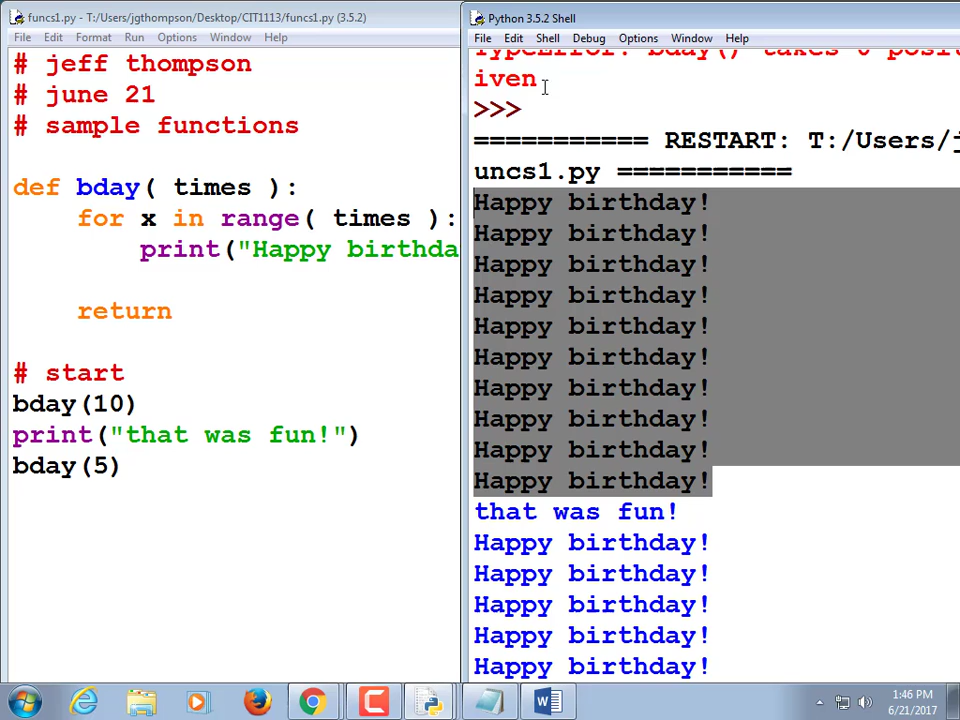 funcs1.py - T:/Users/jgthompson/Desktop/CIT1113/funcs1.py (3.5.2)
File Edit Format Run Options Window Help
# jeff thompson
# june 21
# sample functions
def bday( times ):
for x in range( times ):
print("Happy birthda
return
# start
bday(10)
print("that was fun!")
bday(5)
Python 3.5.2 Shell
File Edit Shell Debug Options Window Help
TypeError: bday() takes 0 posit
iven
>>>
=========== RESTART: T:/Users/j
uncs1.py ===========
Happy birthday!
Happy birthday!
Happy birthday!
Happy birthday!
Happy birthday!
Happy birthday!
Happy birthday!
Happy birthday!
Happy birthday!
Happy birthday!
that was fun!
Happy birthday!
Happy birthday!
Happy birthday!
Happy birthday!
Happy birthday!
1:46 PM
6/21/2017